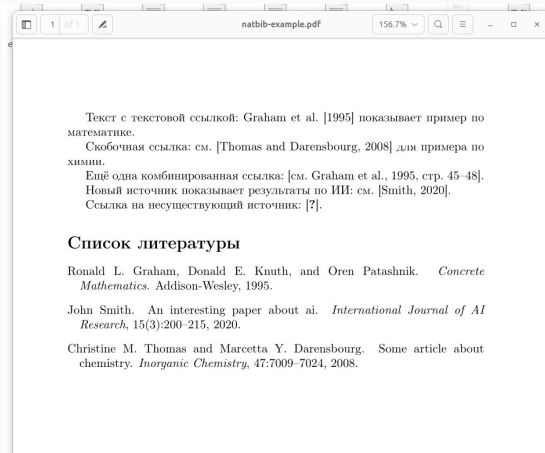 1 of 1
natbib-example.pdf
156.7%
Текст с текстовой ссылкой: Graham et al. [1995] показывает пример по
математике.
Скобочная ссылка: см. [Thomas and Darensbourg, 2008] для примера по
химии.
Ещё одна комбинированная ссылка: [см. Graham et al., 1995, стр. 45–48].
Новый источник показывает результаты по ИИ: см. [Smith, 2020].
Ссылка на несуществующий источник: [?].
Список литературы
Ronald L. Graham, Donald E. Knuth, and Oren Patashnik. Concrete
Mathematics. Addison-Wesley, 1995.
John Smith. An interesting paper about ai. International Journal of AI
Research, 15(3):200–215, 2020.
Christine M. Thomas and Marcetta Y. Darensbourg. Some article about
chemistry. Inorganic Chemistry, 47:7009–7024, 2008.